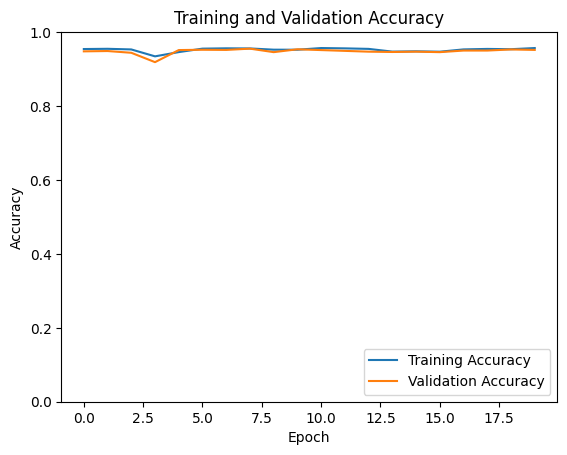 Training and Validation Accuracy
1.0
0.8
0.6
0.4
0.2
0.0
Accuracy
0.0 2.5 5.0 7.5 10.0 12.5 15.0 17.5
Epoch
Training Accuracy
Validation Accuracy